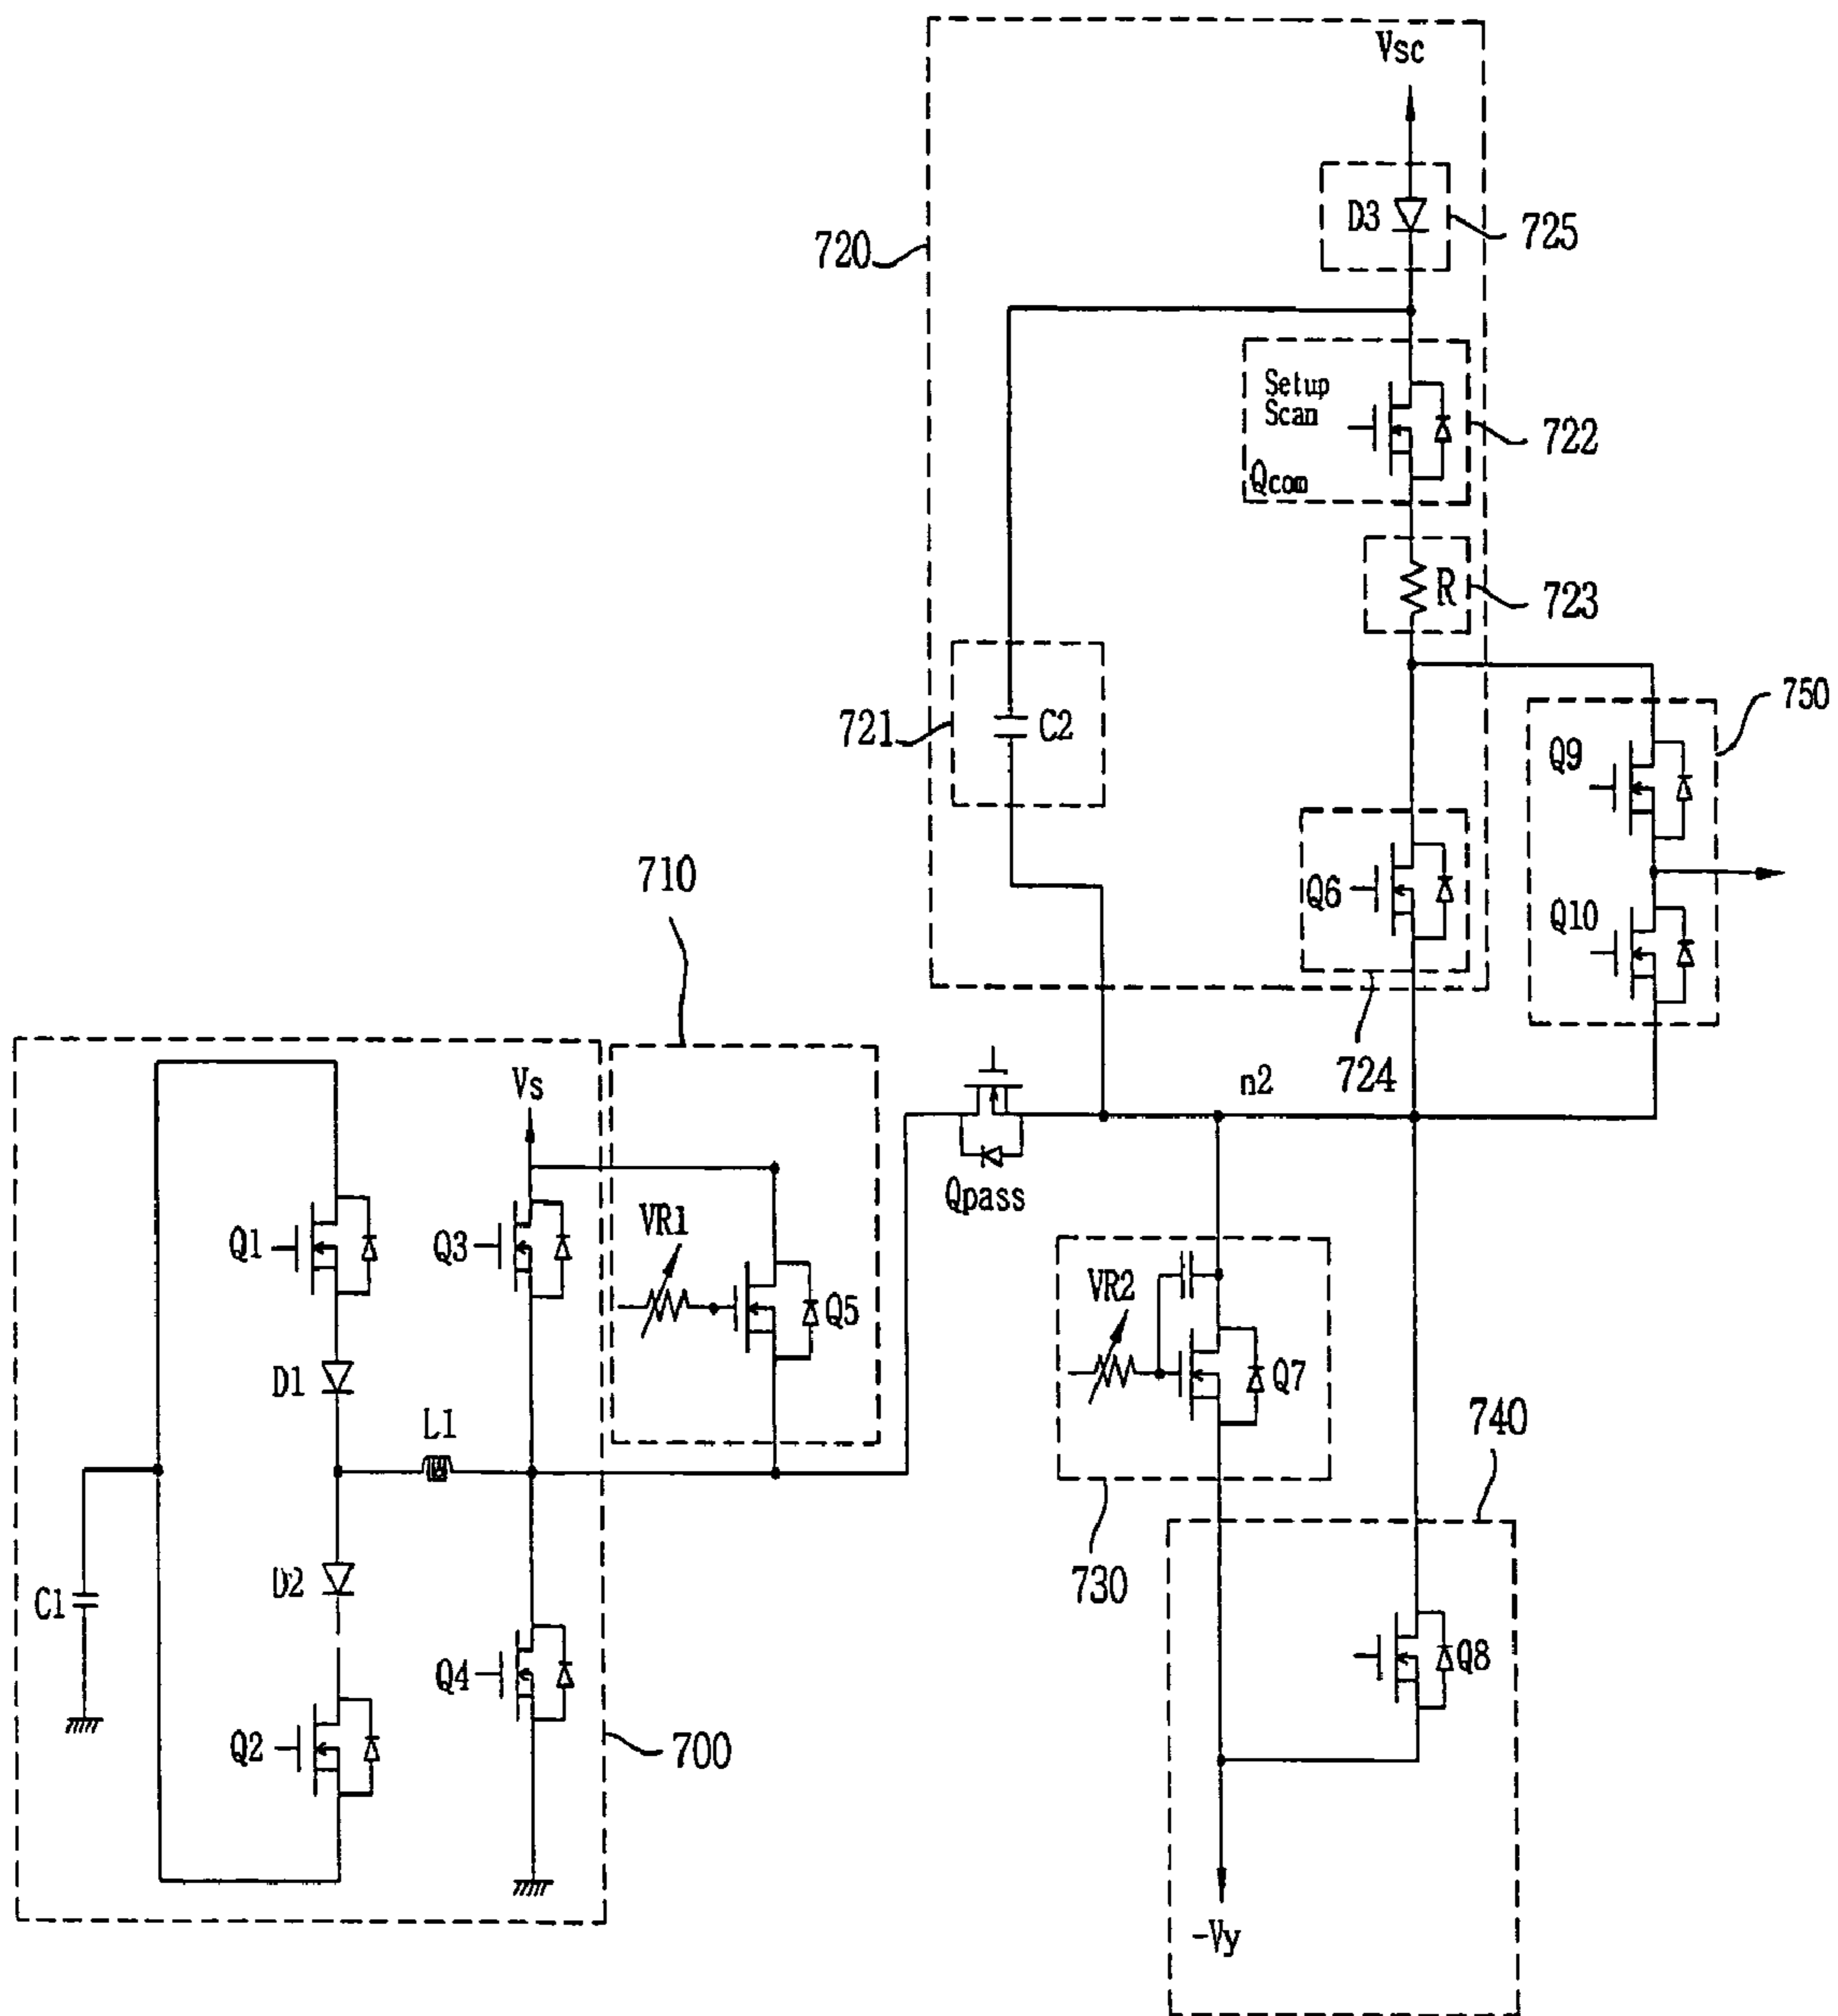 Vsc
D3
725
720
Setup
Scan
722
Qcom
R
723
750
721
C2
Q9
710
Q6
Q10
724
n2
Vs
Qpass
VR1
Q1
Q3
VR2
Q5
D1
Q7
L1
740
D2
730
C1
Q4
Q8
Q2
700
-Vy